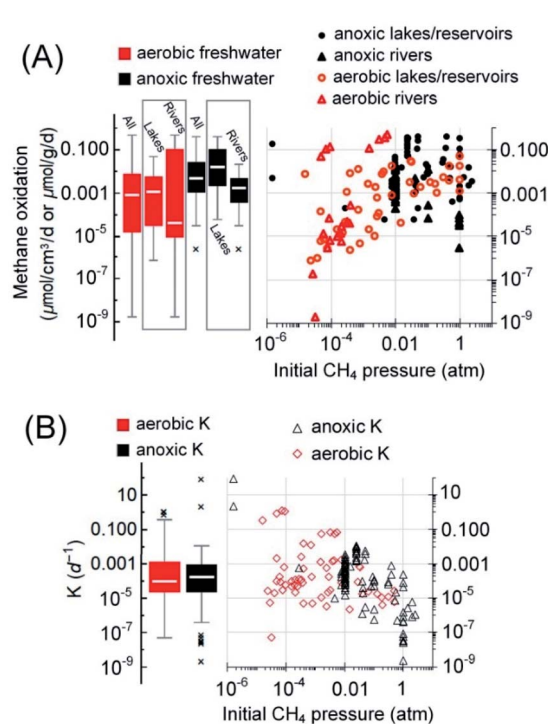 (A)
aerobic freshwater
anoxic freshwater
anoxic lakes/reservoirs
anoxic rivers
aerobic lakes/reservoirs
aerobic rivers
All
Lakes
Rivers
All
Lakes
Rivers
Methane oxidation
(μmol/cm³/d or μmol/g/d)
0.100
0.001
10⁻⁵
10⁻⁷
10⁻⁹
0.100
0.001
10⁻⁵
10⁻⁷
10⁻⁹
10⁻⁶ 10⁻⁴ 0.01 1
Initial CH₄ pressure (atm)
(B)
aerobic K
anoxic K
anoxic K
aerobic K
K (d⁻¹)
10
0.100
0.001
10⁻⁵
10⁻⁷
10⁻⁹
10
0.100
0.001
10⁻⁵
10⁻⁷
10⁻⁹
10⁻⁶ 10⁻⁴ 0.01 1
Initial CH₄ pressure (atm)